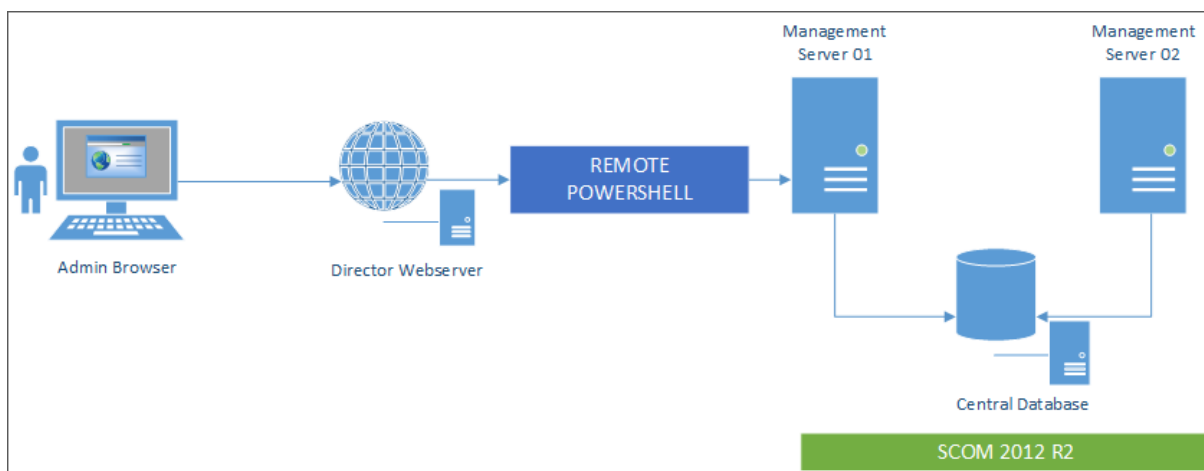 Management
Server 01
Management
Server 02
REMOTE
POWERSHELL
Admin Browser
Director Webserver
Central Database
SCOM 2012 R2